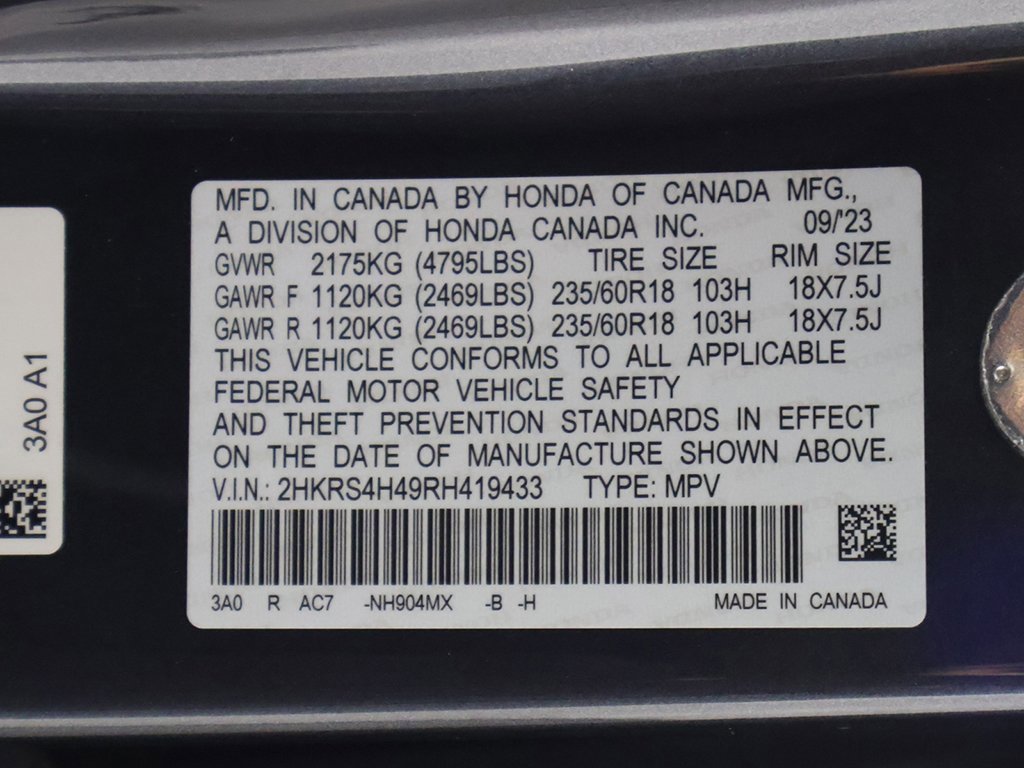 MFD. IN CANADA BY HONDA OF CANADA MFG.,
A DIVISION OF HONDA CANADA INC. 09/'23
GVWR 2175KG (4795LBS) TIRE SIZE RIM SIZE
GAWR F 1120KG (2469LBS) 235/60R18 103H 18X7.5J
GAWR R 1120KG (2469LBS) 235/60R18 103H 18X7.5J
THIS VEHICLE CONFORMS TO ALL APPLICABLE
FEDERAL MOTOR VEHICLE SAFETY
AND THEFT PREVENTION STANDARDS IN EFFECT
ON THE DATE OF MANUFACTURE SHOWN ABOVE.
V.I.N.: 2HKRS4H49RH419433 TYPE: MPV
3A0 R AC7 -NH904MX -B -H MADE IN CANADA
3A0 A1